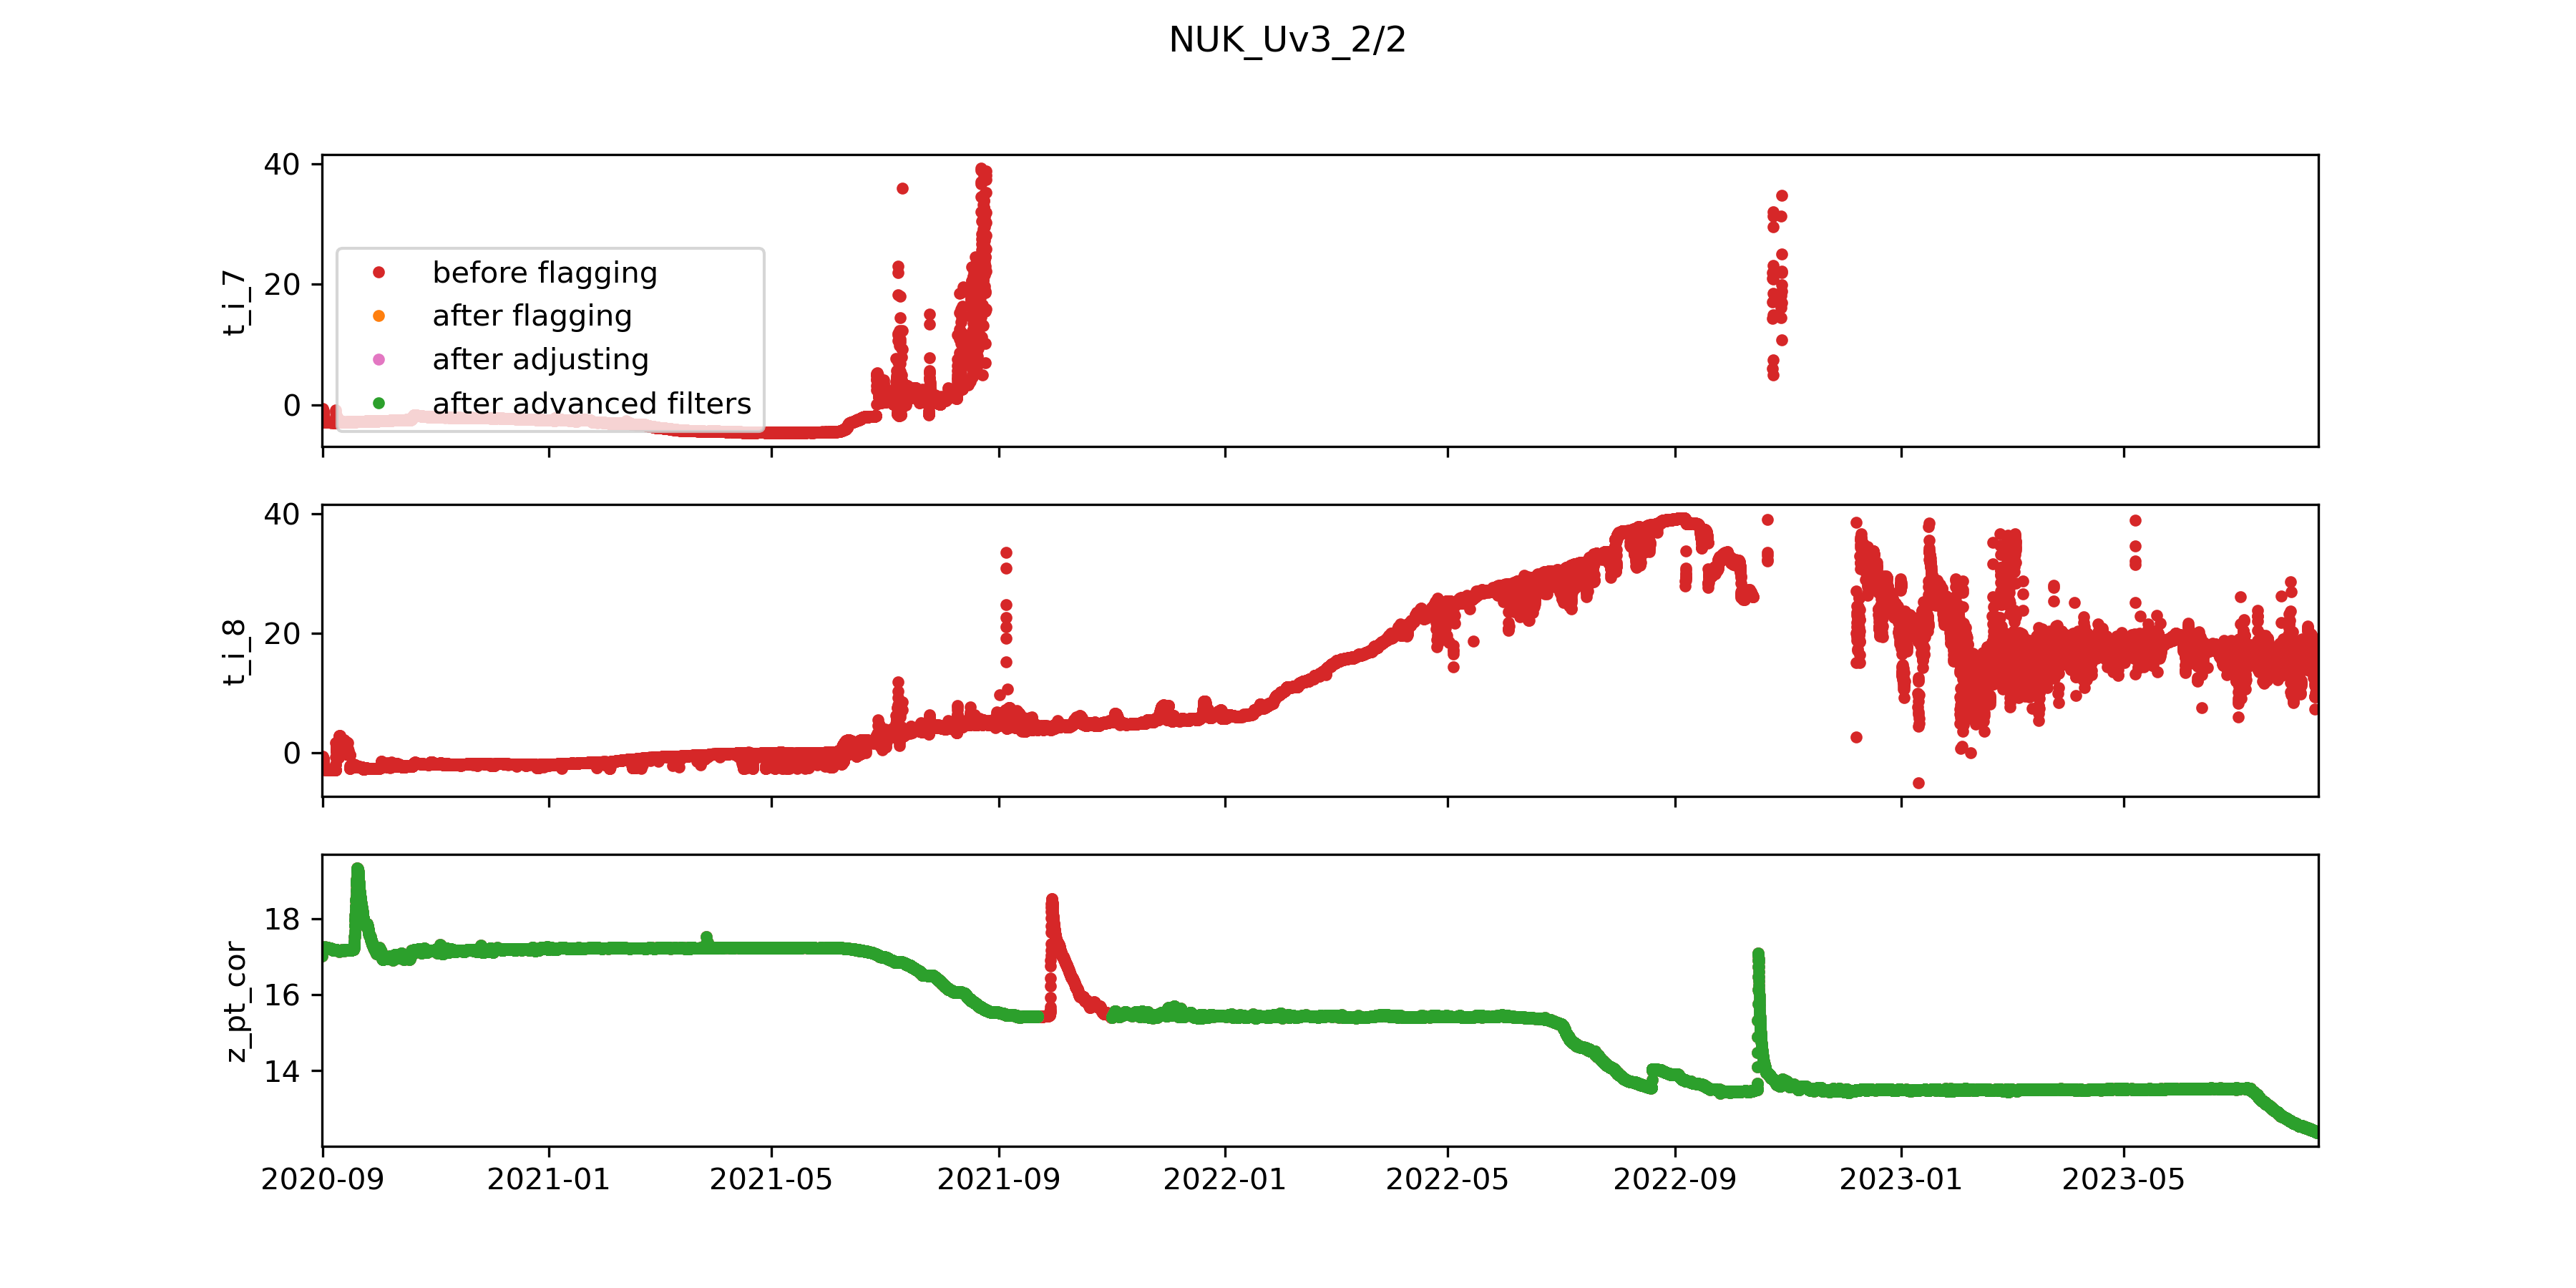 NUK_Uv3_2/2
t_i_7
40
20
0
before flagging
after flagging
after adjusting
after advanced filters
t_i_8
40
20
0
z_pt_cor
18
16
14
2020-09 2021-01 2021-05 2021-09 2022-01 2022-05 2022-09 2023-01 2023-05